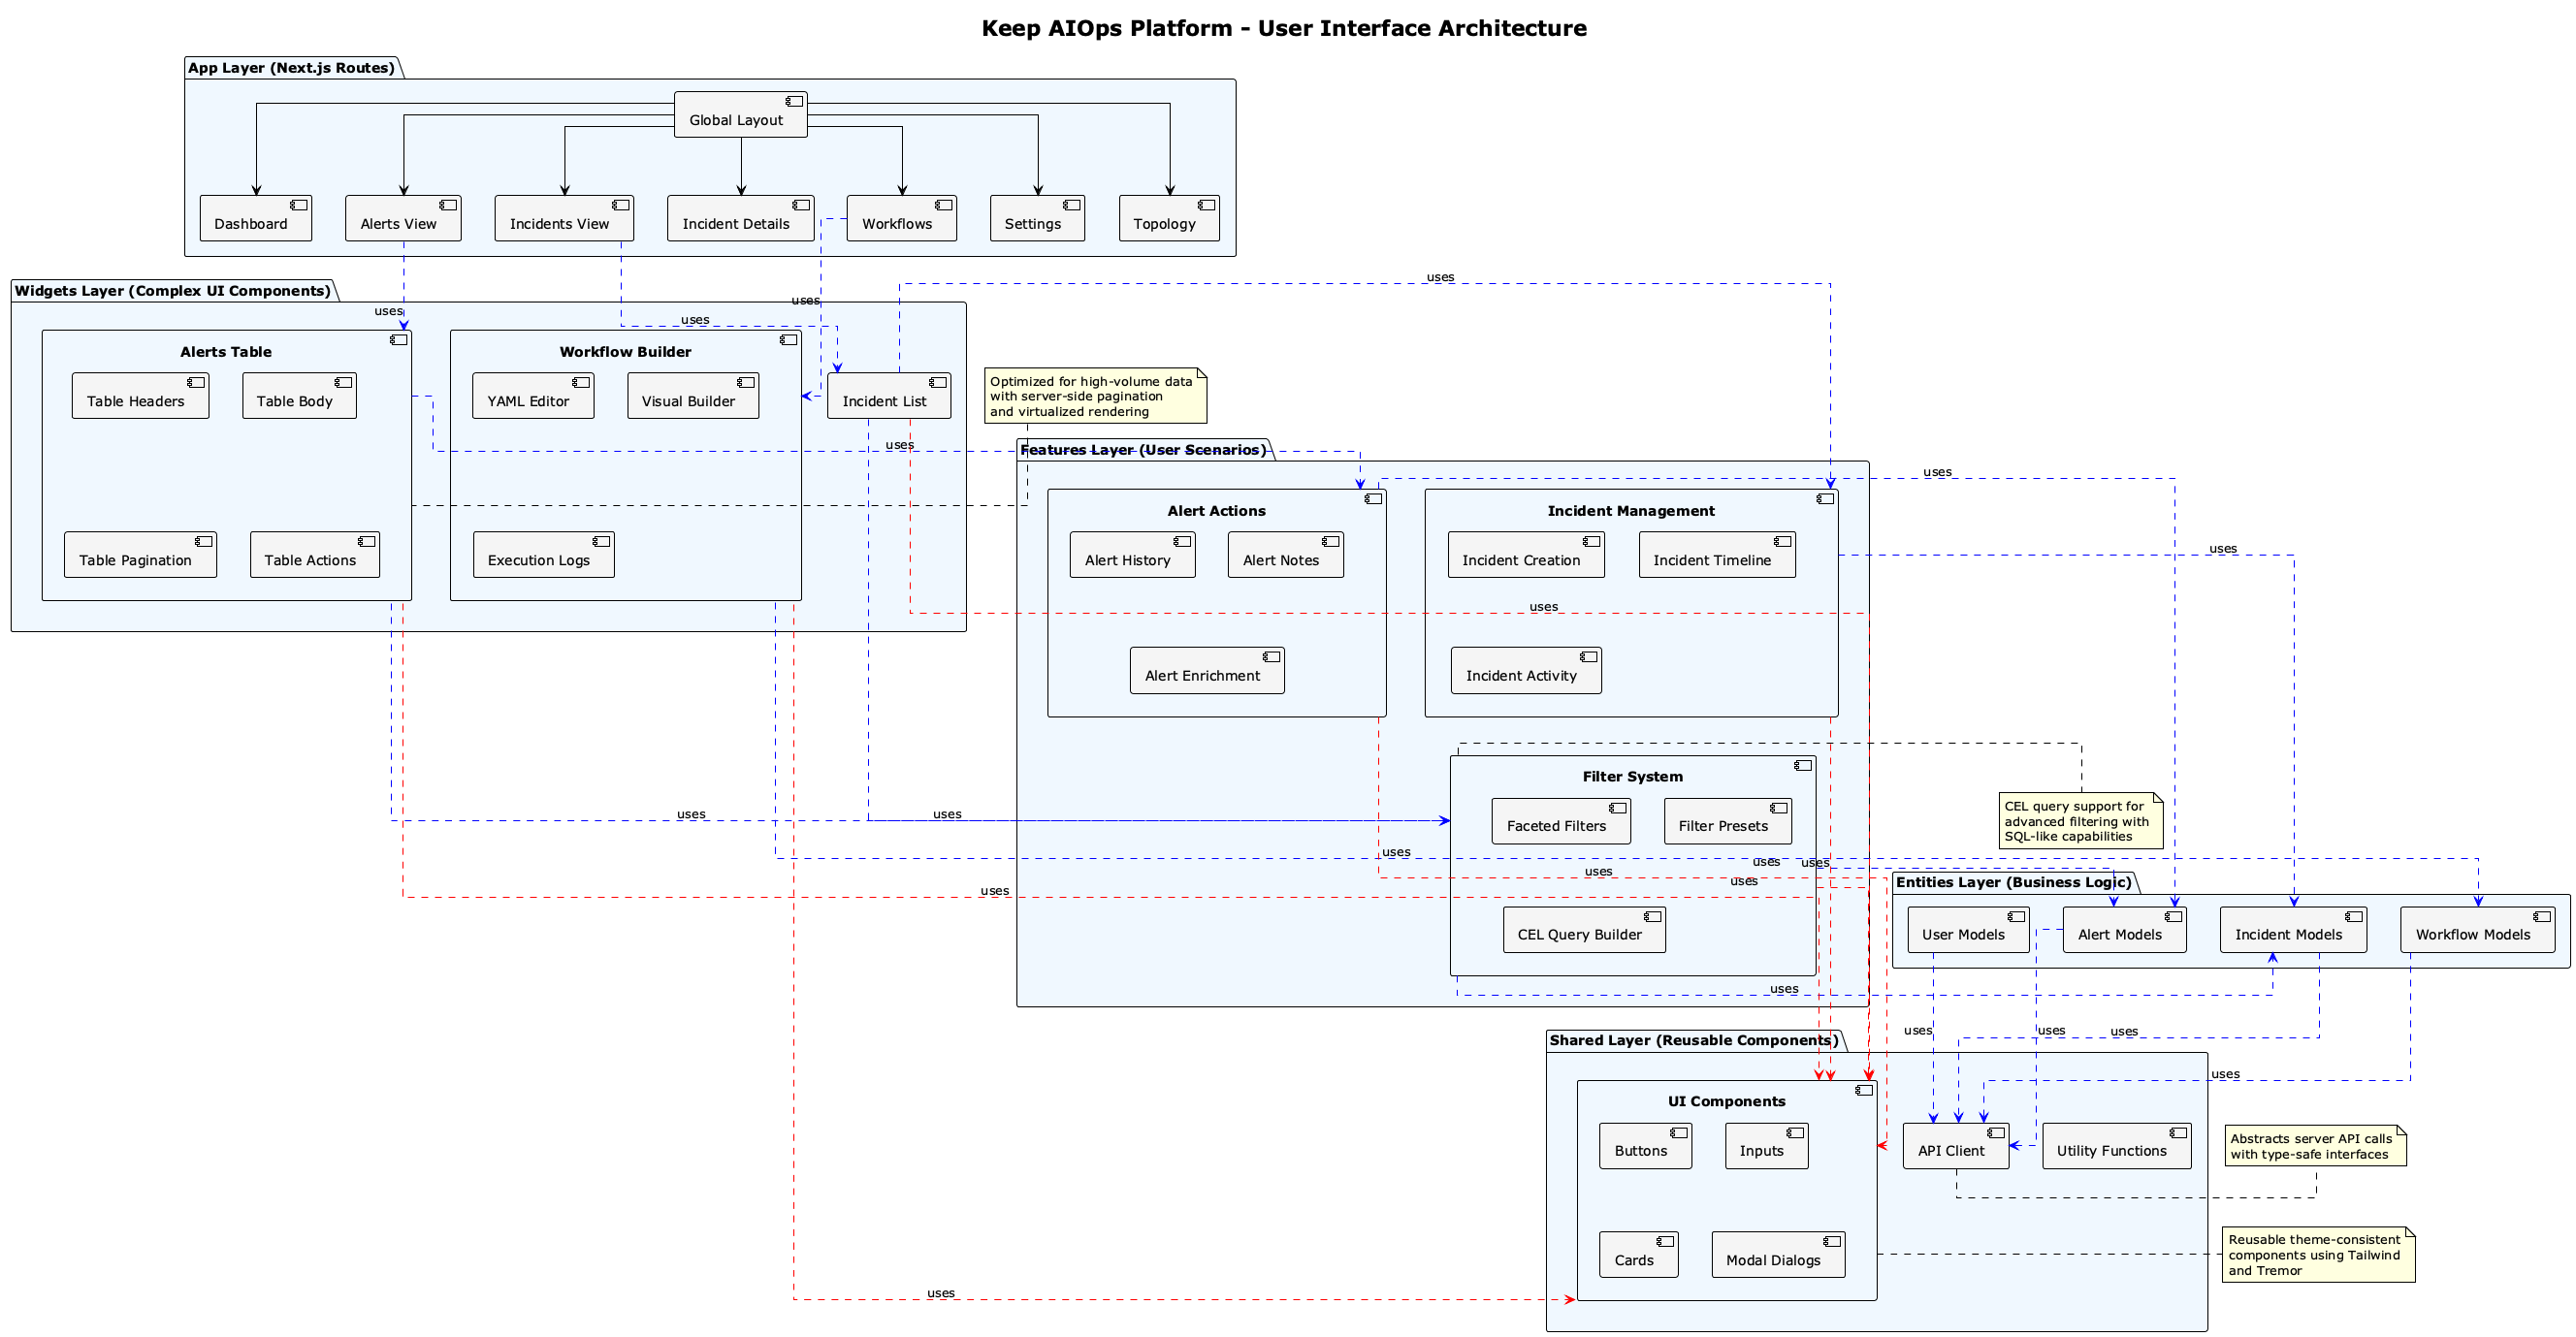 Keep AIOps Platform - User Interface Architecture
App Layer (Next.js Routes)
Global Layout
Dashboard
Alerts View
Incidents View
Incident Details
Workflows
Settings
Topology
Widgets Layer (Complex UI Components)
uses
uses
uses
uses
Alerts Table
Table Headers
Table Body
Table Pagination
Table Actions
Workflow Builder
YAML Editor
Visual Builder
Execution Logs
Incident List
Optimized for high-volume data
with server-side pagination
and virtualized rendering
uses
Features Layer (User Scenarios)
uses
Alert Actions
Alert History
Alert Notes
Alert Enrichment
Incident Management
Incident Creation
Incident Timeline
Incident Activity
uses
uses
Filter System
Faceted Filters
Filter Presets
CEL Query Builder
uses
uses
uses
uses
uses
uses
uses
uses
uses
CEL query support for
advanced filtering with
SQL-like capabilities
Entities Layer (Business Logic)
User Models
Alert Models
Incident Models
Workflow Models
uses
uses
uses
uses
Shared Layer (Reusable Components)
UI Components
Buttons
Inputs
Cards
Modal Dialogs
API Client
Utility Functions
Abstracts server API calls
with type-safe interfaces
Reusable theme-consistent
components using Tailwind
and Tremor
uses